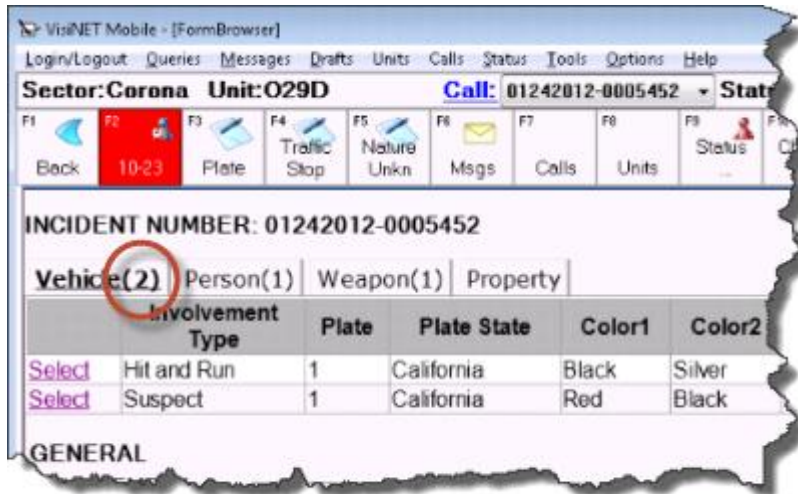 VisiNET Mobile - [FormBrowser]
Login/Logout Queries Messages Drafts Units Calls Status Tools Options Help
Sector:Corona Unit:O29D Call: 01242012-0005452
F1 Back F2 10-23 F3 Plate F4 Traffic Stop F5 Nature Unkn F6 Msgs F7 Calls F8 Units F9 Status ...
INCIDENT NUMBER: 01242012-0005452
Vehicle(2) Person(1) Weapon(1) Property
Involvement Type Plate Plate State Color1 Color2
Select Hit and Run 1 California Black Silver
Select Suspect 1 California Red Black
GENERAL